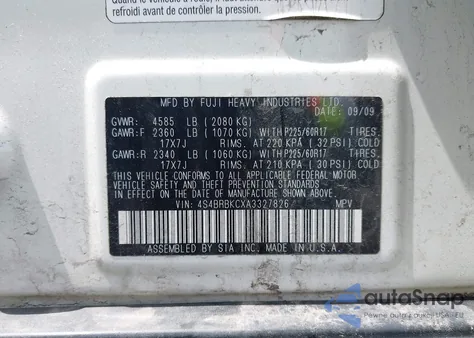 Quand le véhicule a roulé,
refroidi avant de contrôler la pression.
MFD BY FUJI HEAVY INDUSTRIES LTD.
DATE: 09/09
GVWR: 4585 LB (2080 KG)
GAWR:F 2360 LB (1070 KG) WITH P225/60R17 TIRES,
17X7J RIMS, AT 220 KPA (32 PSI) COLD
GAWR:R 2340 LB (1060 KG) WITH P225/60R17 TIRES,
17X7J RIMS, AT 210 KPA (30 PSI) COLD
THIS VEHICLE CONFORMS TO ALL APPLICABLE FEDERAL MOTOR
VEHICLE SAFETY AND THEFT PREVENTION STANDARDS IN EFFECT
ON THE DATE OF MANUFACTURE SHOWN ABOVE.
VIN: 4S4BRBKCXA3327826 MPV
ASSEMBLED BY SIA INC. MADE IN U.S.A.
autoSnap